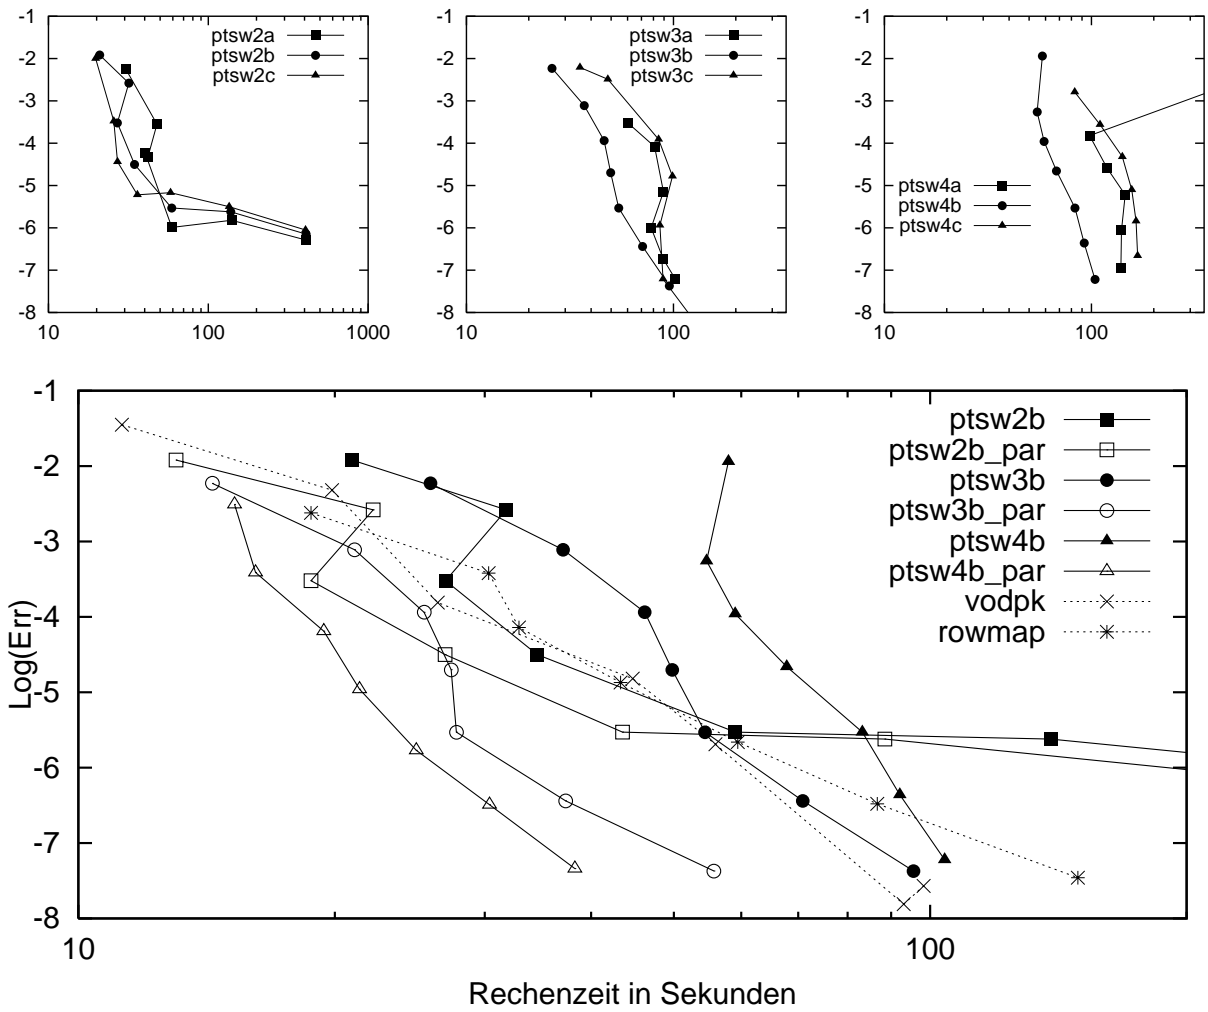 -1
-2
-3
-4
-5
-6
-7
-8
10
100
1000
ptsw2a
ptsw2b
ptsw2c
-1
-2
-3
-4
-5
-6
-7
-8
10
100
ptsw3a
ptsw3b
ptsw3c
-1
-2
-3
-4
-5
-6
-7
-8
10
100
ptsw4a
ptsw4b
ptsw4c
Log(Err)
-1
-2
-3
-4
-5
-6
-7
-8
10
100
Rechenzeit in Sekunden
ptsw2b
ptsw2b_par
ptsw3b
ptsw3b_par
ptsw4b
ptsw4b_par
vodpk
rowmap